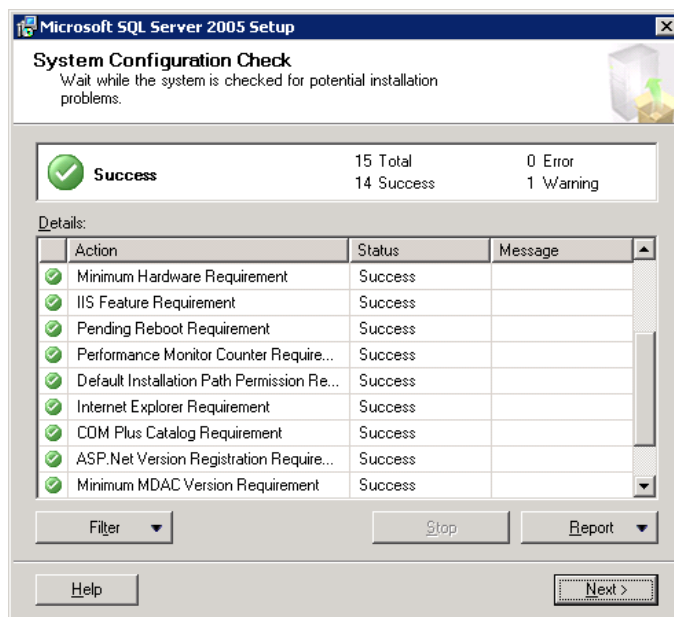 Microsoft SQL Server 2005 Setup
System Configuration Check
Wait while the system is checked for potential installation
problems.
Success
15 Total
0 Error
14 Success
1 Warning
Details:
Action Status Message
Minimum Hardware Requirement Success
IIS Feature Requirement Success
Pending Reboot Requirement Success
Performance Monitor Counter Require... Success
Default Installation Path Permission Re... Success
Internet Explorer Requirement Success
COM Plus Catalog Requirement Success
ASP.Net Version Registration Require... Success
Minimum MDAC Version Requirement Success
Filter Stop Report
Help Next >